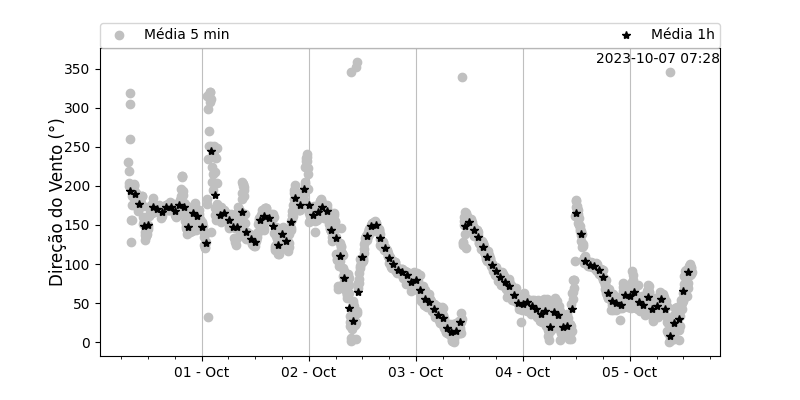 Média 5 min
Média 1h
2023-10-07 07:28
Direção do Vento (°)
350
300
250
200
150
100
50
0
01 - Oct
02 - Oct
03 - Oct
04 - Oct
05 - Oct